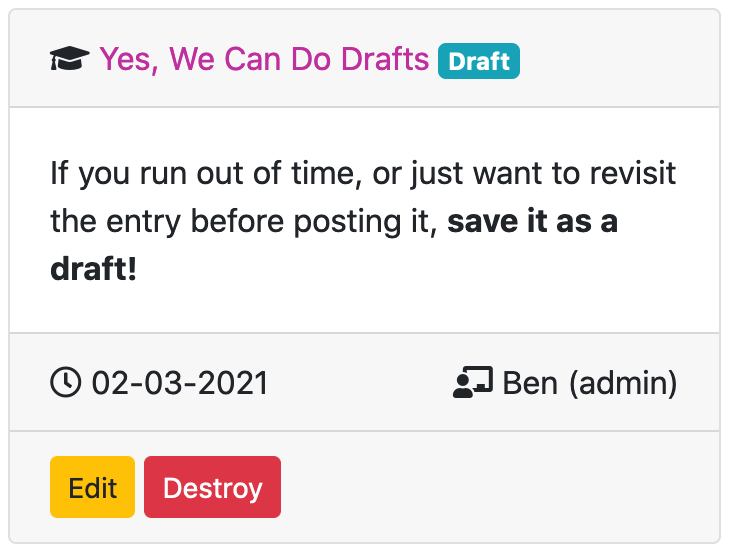 Yes, We Can Do Drafts Draft
If you run out of time, or just want to revisit
the entry before posting it, save it as a
draft!
02-03-2021 Ben (admin)
Edit Destroy